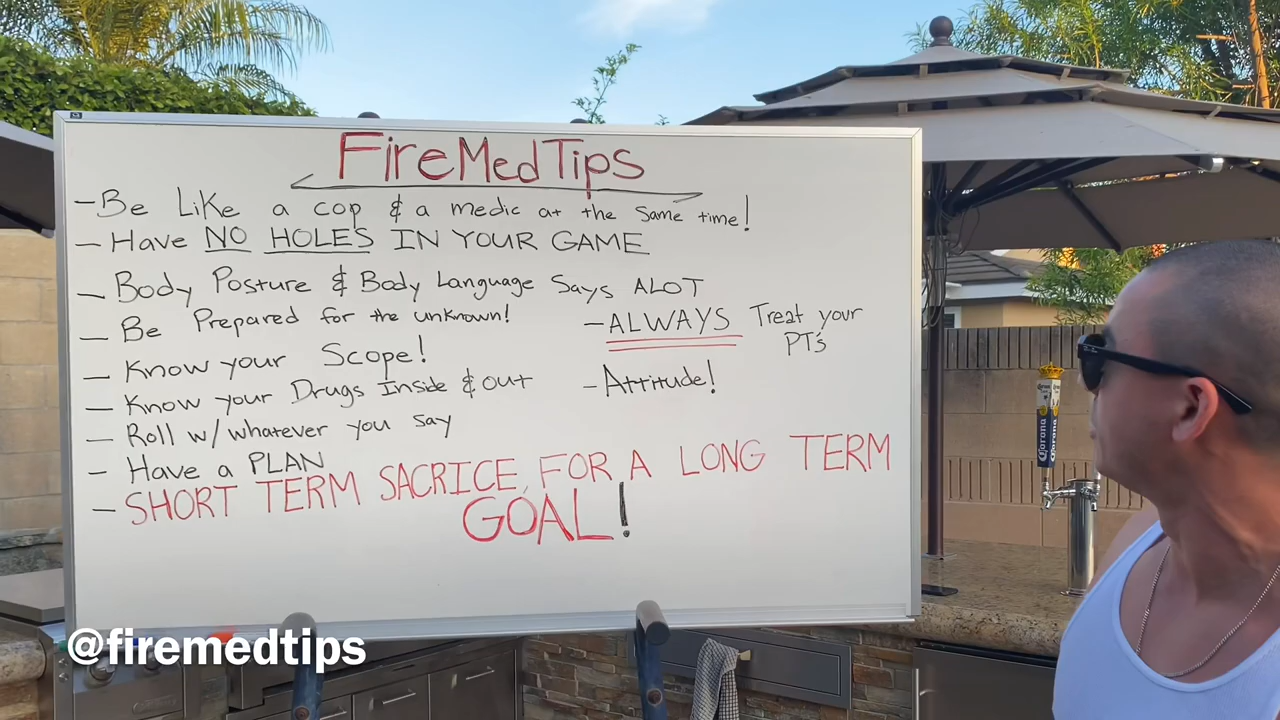 FireMedTips
- Be Like a cop & a medic at the same time!
- Have NO HOLES IN YOUR GAME
- Body Posture & Body Language Says ALOT
- Be Prepared for the unknown!
- Know your Scope!
- Know your Drugs Inside & out
- Roll w/ whatever you say
- Have a PLAN
- SHORT TERM SACRICE FOR A LONG TERM
GOAL!
- ALWAYS Treat your
PTs
- Attitude!
Corona
@firemedtips